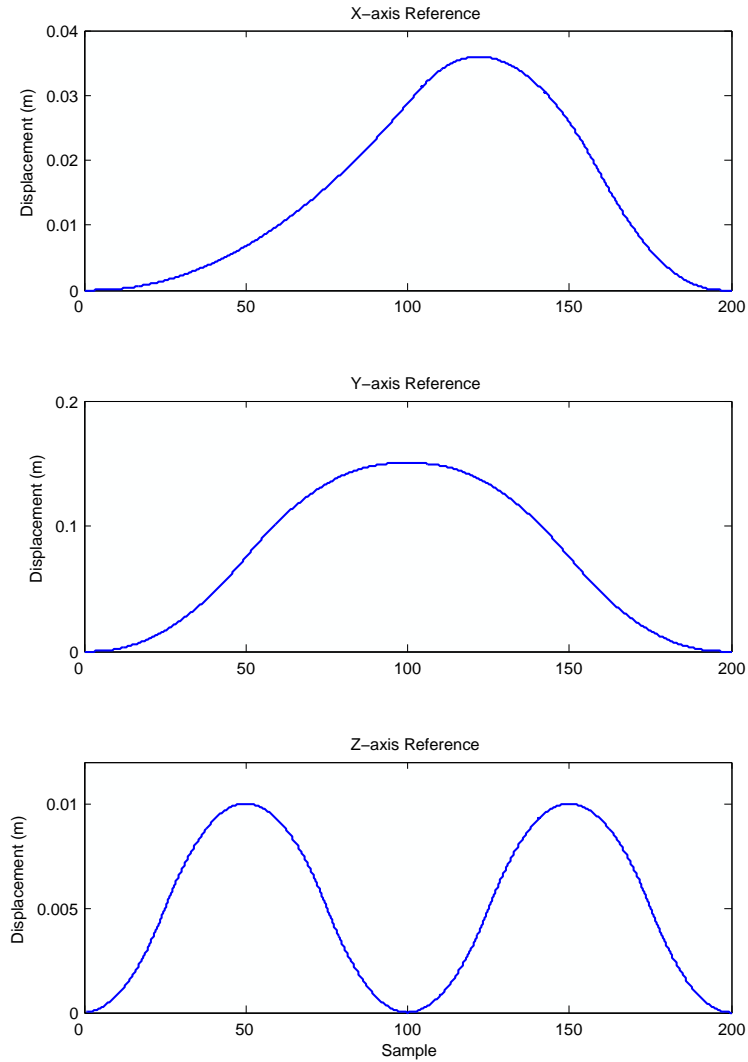 X−axis Reference
0.04
0.03
0.02
0.01
0
Displacement (m)
0 50 100 150 200
Y−axis Reference
0.2
0.1
0
Displacement (m)
0 50 100 150 200
Z−axis Reference
0.01
0.005
0
Displacement (m)
0 50 100 150 200
Sample